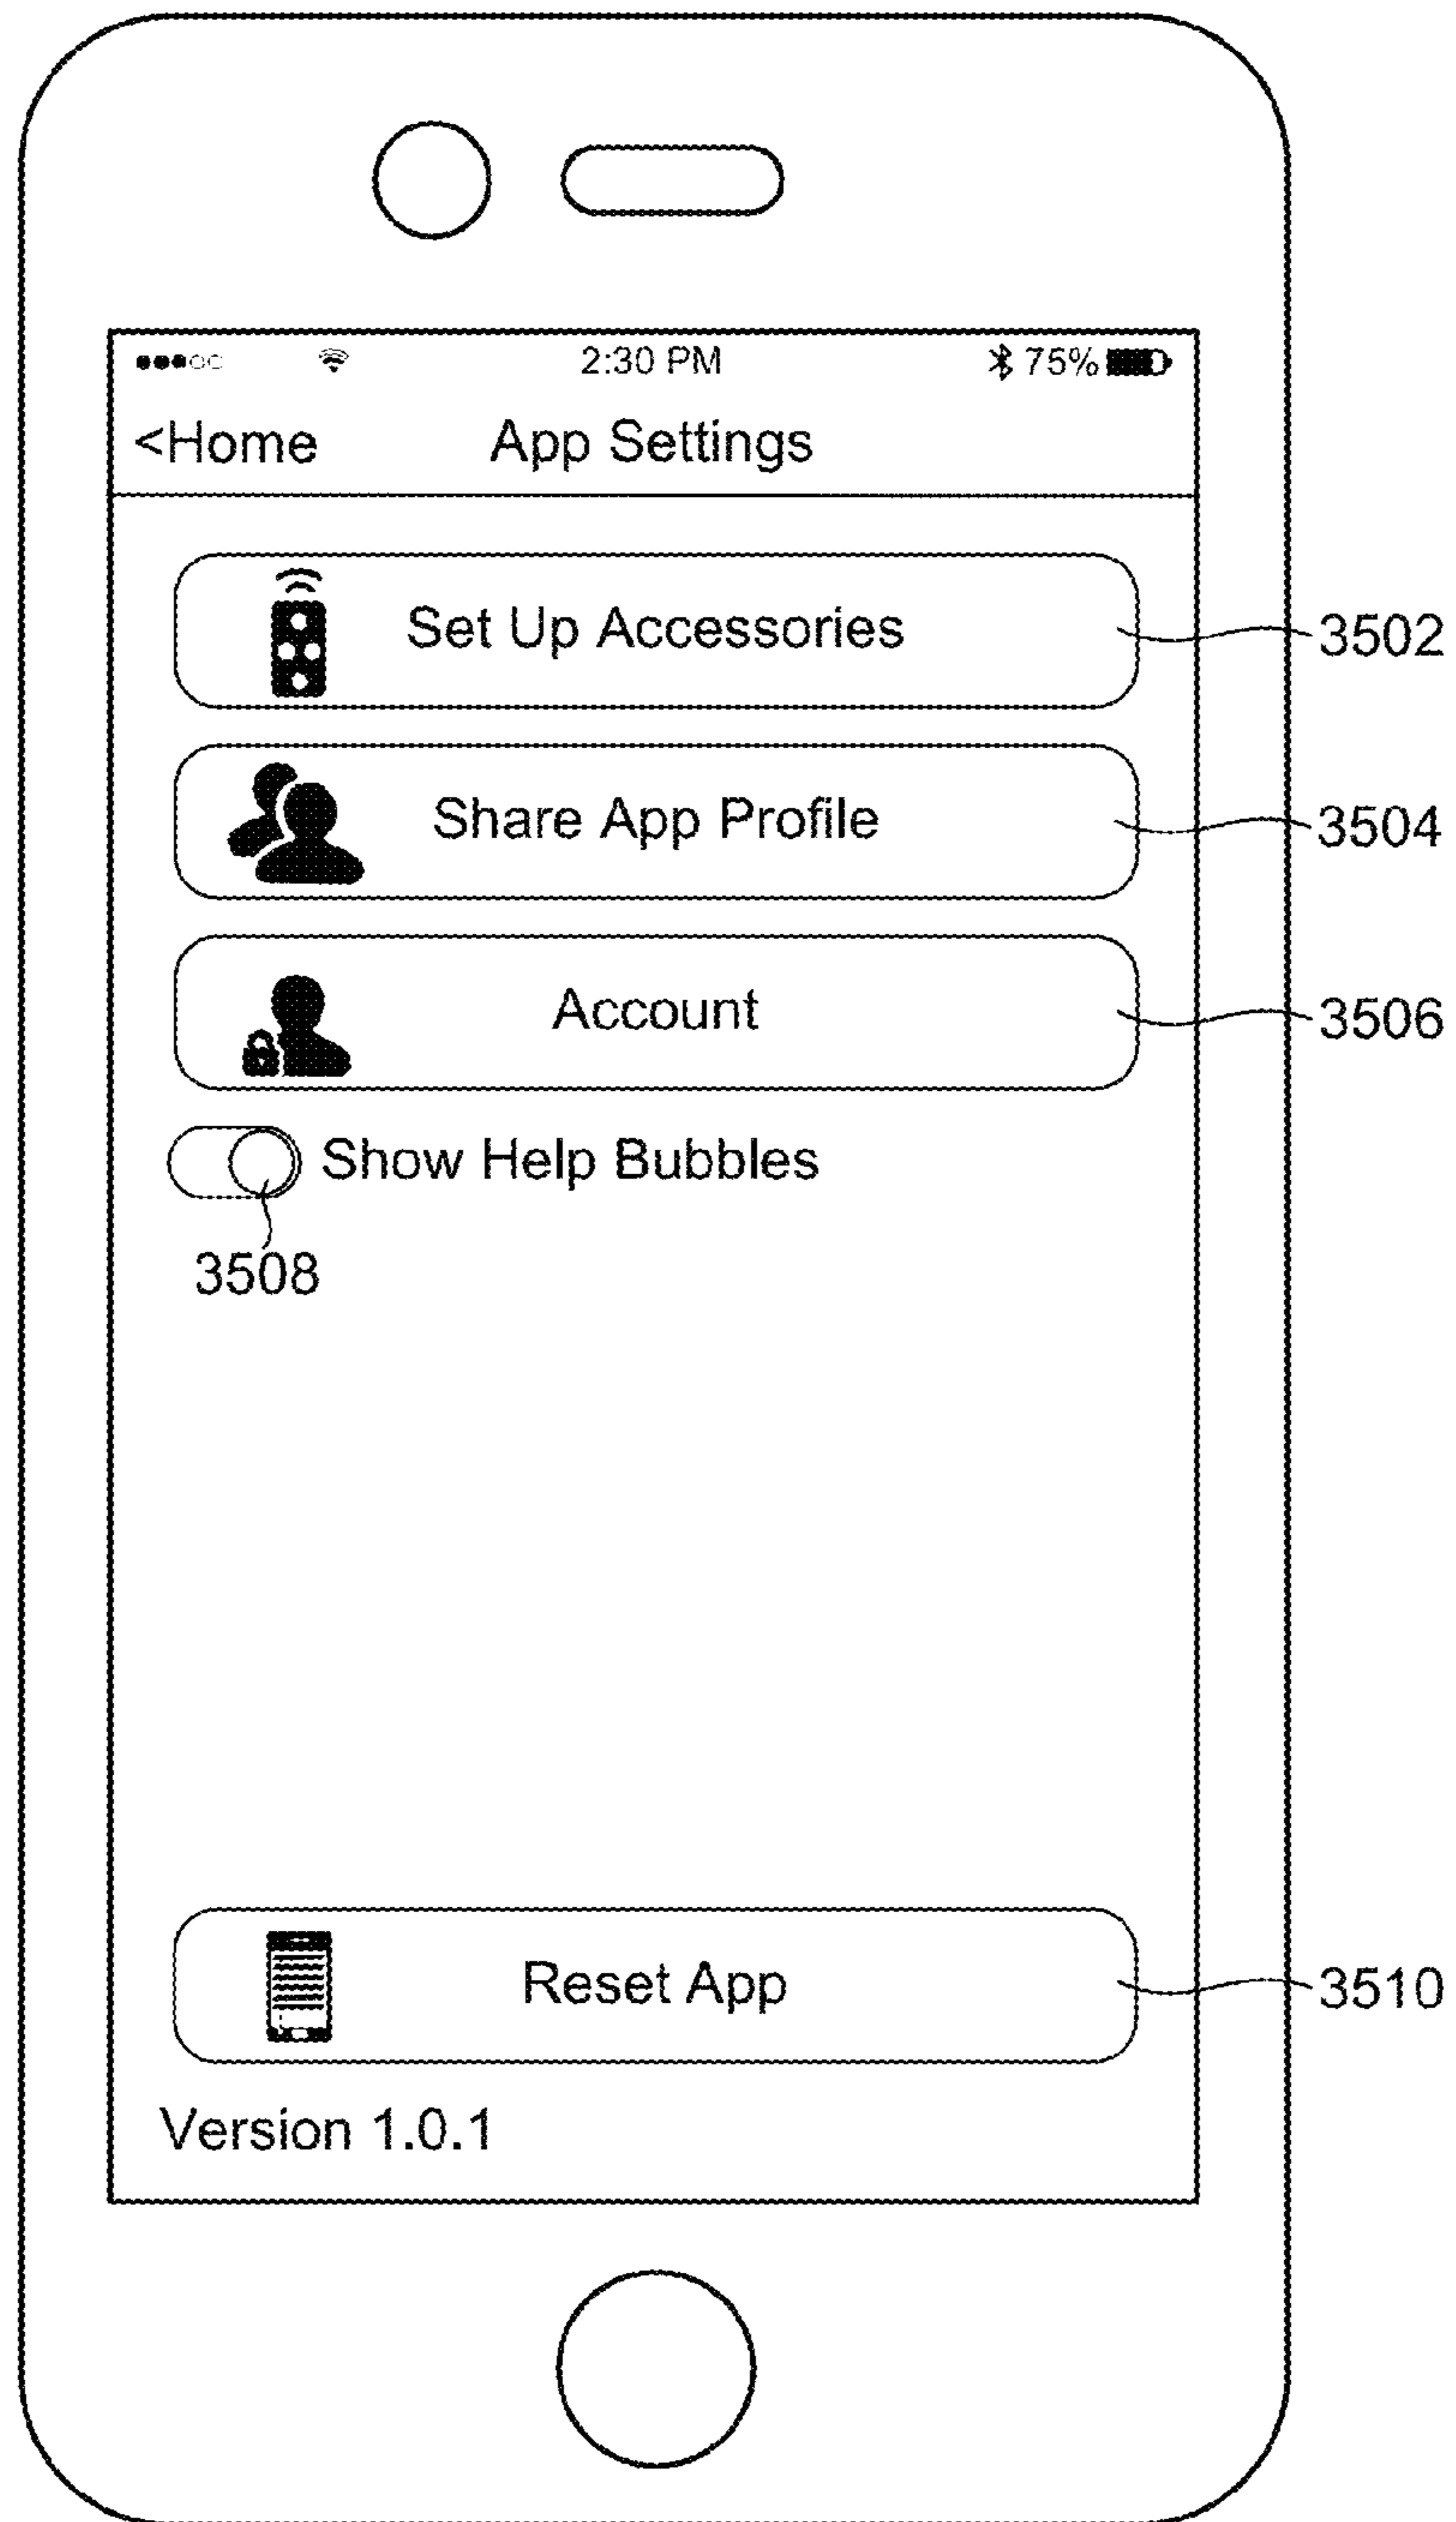 2:30 PM 75%
<Home App Settings
Set Up Accessories 3502
Share App Profile 3504
Account 3506
Show Help Bubbles
3508
Reset App 3510
Version 1.0.1